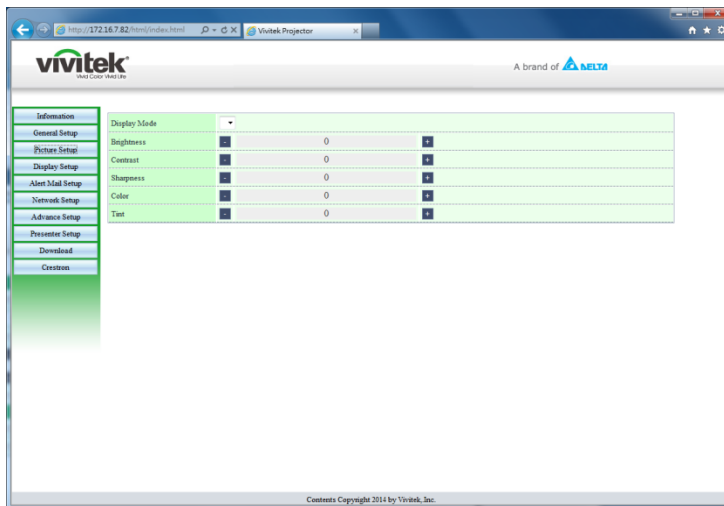 http://172.16.7.82/html/index.html
Vivitek Projector
vivitek
Vivid Color Vivid Life
A brand of DELTA
Infomation
General Setup
Picture Setup
Display Setup
Alert Mail Setup
Network Setup
Advance Setup
Presenter Setup
Download
Crestron
Display Mode
Brightness - 0 +
Contrast - 0 +
Sharpness - 0 +
Color - 0 +
Tint - 0 +
Contents Copyright 2014 by Vivitek, Inc.